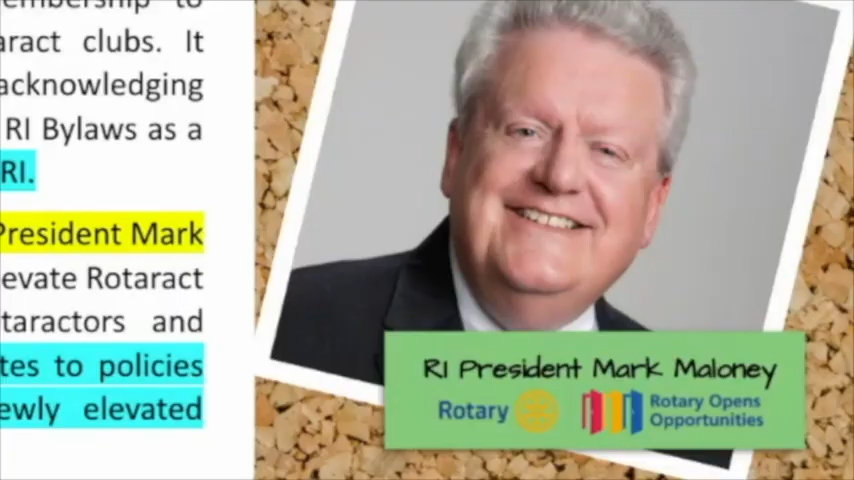 to
aract clubs. It
acknowledging
RI Bylaws as a
RI.
President Mark
evate Rotaract
taractors and
tes to policies
ewly elevated
RI President Mark Maloney
Rotary
Rotary Opens
Opportunities